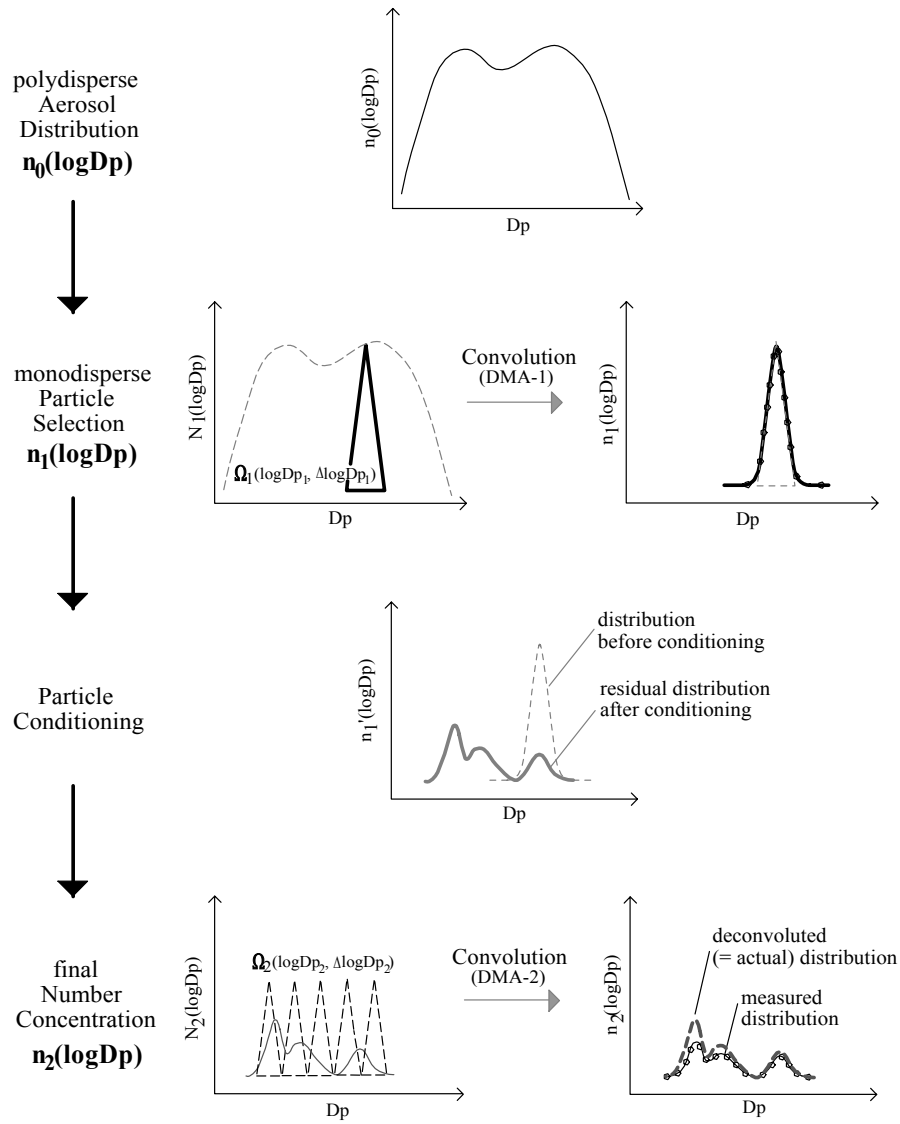 polydisperse
Aerosol
Distribution
n0(logDp)
n0(logDp)
Dp
monodisperse
Particle
Selection
n1(logDp)
N1(logDp)
Ω1(logDp1, ΔlogDp1)
Dp
Convolution
(DMA-1)
n1(logDp)
Dp
Particle
Conditioning
n1'(logDp)
distribution
before conditioning
residual distribution
after conditioning
Dp
final
Number
Concentration
n2(logDp)
N2(logDp)
Ω2(logDp2, ΔlogDp2)
Dp
Convolution
(DMA-2)
n2(logDp)
deconvoluted
(= actual) distribution
measured
distribution
Dp